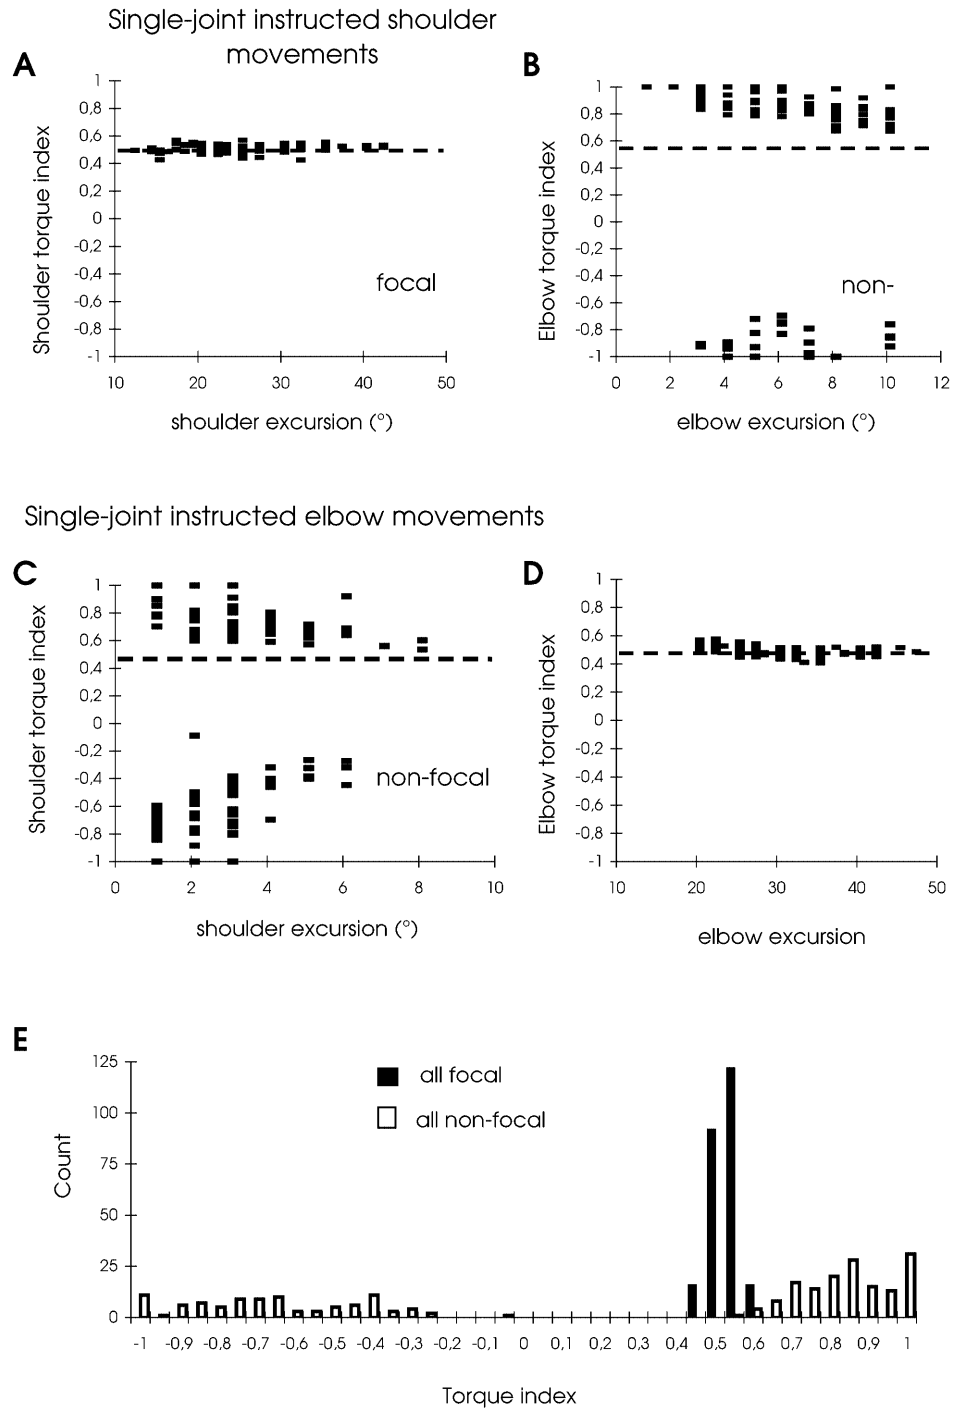 Single-joint instructed shoulder
movements
A
B
Shoulder torque index
1
0,8
0,6
0,4
0,2
0
-0,2
-0,4
-0,6
-0,8
-1
focal
10 20 30 40 50
shoulder excursion (°)
Elbow torque index
1
0,8
0,6
0,4
0,2
0
-0,2
-0,4
-0,6
-0,8
-1
non-
0 2 4 6 8 10 12
elbow excursion (°)
Single-joint instructed elbow movements
C
D
Shoulder torque index
1
0,8
0,6
0,4
0,2
0
-0,2
-0,4
-0,6
-0,8
-1
non-focal
0 2 4 6 8 10
shoulder excursion (°)
Elbow torque index
1
0,8
0,6
0,4
0,2
0
-0,2
-0,4
-0,6
-0,8
-1
10 20 30 40 50
elbow excursion
E
Count
125
100
75
50
25
0
all focal
all non-focal
-1 -0,9 -0,8 -0,7 -0,6 -0,5 -0,4 -0,3 -0,2 -0,1 0 0,1 0,2 0,3 0,4 0,5 0,6 0,7 0,8 0,9 1
Torque index